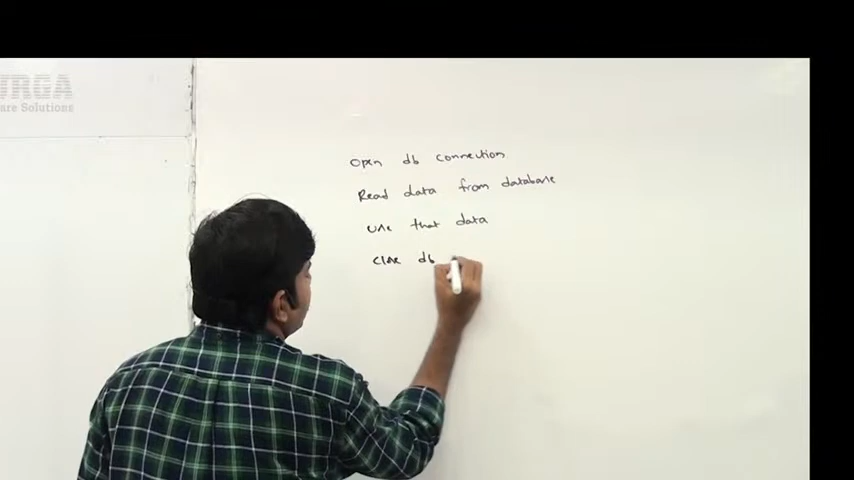 URGA
are Solutions
Open db connection
Read data from database
use that data
close db